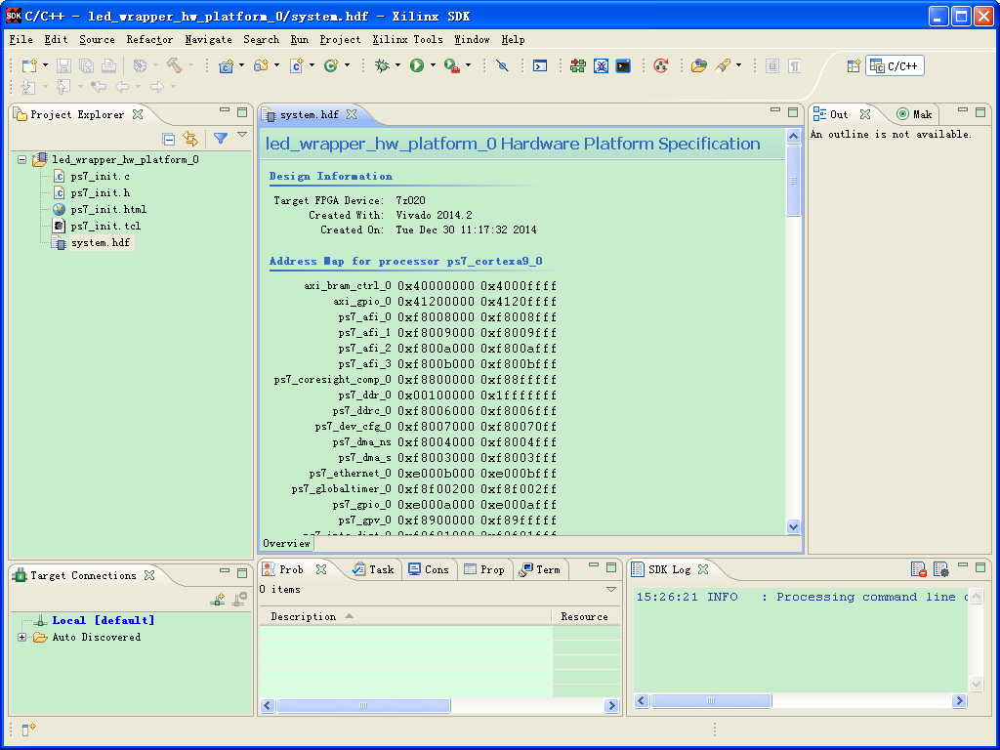 C/C++ - led_wrapper_hw_platform_0/system.hdf - Xilinx SDK
File Edit Source Refactor Navigate Search Run Project Xilinx Tools Window Help
C/C++
Project Explorer
led_wrapper_hw_platform_0
ps7_init.c
ps7_init.h
ps7_init.html
ps7_init.tcl
system.hdf
system.hdf
led_wrapper_hw_platform_0 Hardware Platform Specification
Design Information
Target FPGA Device: 7z020
Created With: Vivado 2014.2
Created On: Tue Dec 30 11:17:32 2014
Address Map for processor ps7_cortexa9_0
axi_bram_ctrl_0 0x40000000 0x4000ffff
axi_gpio_0 0x41200000 0x4120ffff
ps7_afi_0 0xf8008000 0xf8008fff
ps7_afi_1 0xf8009000 0xf8009fff
ps7_afi_2 0xf800a000 0xf800afff
ps7_afi_3 0xf800b000 0xf800bfff
ps7_coresight_comp_0 0xf8800000 0xf88fffff
ps7_ddr_0 0x00100000 0x1fffffff
ps7_ddrc_0 0xf8006000 0xf8006fff
ps7_dev_cfg_0 0xf8007000 0xf80070ff
ps7_dma_ns 0xf8004000 0xf8004fff
ps7_dma_s 0xf8003000 0xf8003fff
ps7_ethernet_0 0xe000b000 0xe000bfff
ps7_globaltimer_0 0xf8f00200 0xf8f002ff
ps7_gpio_0 0xe000a000 0xe000afff
ps7_gpv_0 0xf8900000 0xf89fffff
Overview
Out Mak
An outline is not available.
Target Connections
Local [default]
Auto Discovered
Prob Task Cons Prop Term
0 items
Description Resource
SDK Log
15:26:21 INFO : Processing command line